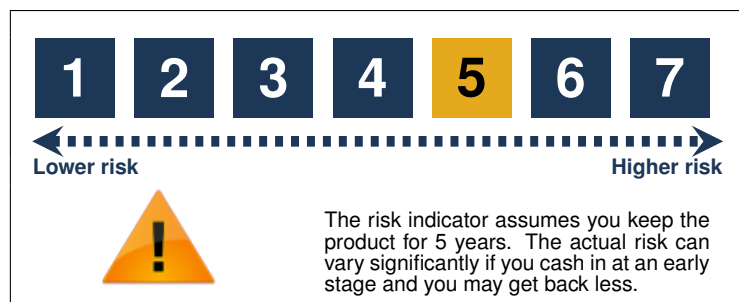 1 2 3 4 5 6 7
Lower risk Higher risk
!
The risk indicator assumes you keep the
product for 5 years. The actual risk can
vary significantly if you cash in at an early
stage and you may get back less.